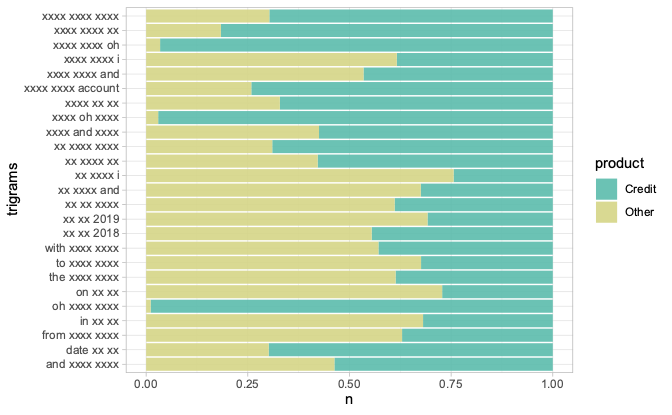 xxxx xxxx xxxx
xxxx xxxx xx
xxxx xxxx oh
xxxx xxxx i
xxxx xxxx and
xxxx xxxx account
xxxx xx xx
xxxx oh xxxx
xxxx and xxxx
xx xxxx xxxx
xx xxxx xx
xx xxxx i
xx xxxx and
xx xx xxxx
xx xx 2019
xx xx 2018
with xxxx xxxx
to xxxx xxxx
the xxxx xxxx
on xx xx
oh xxxx xxxx
in xx xx
from xxxx xxxx
date xx xx
and xxxx xxxx
trigrams
0.00 0.25 0.50 0.75 1.00
n
product
Credit
Other